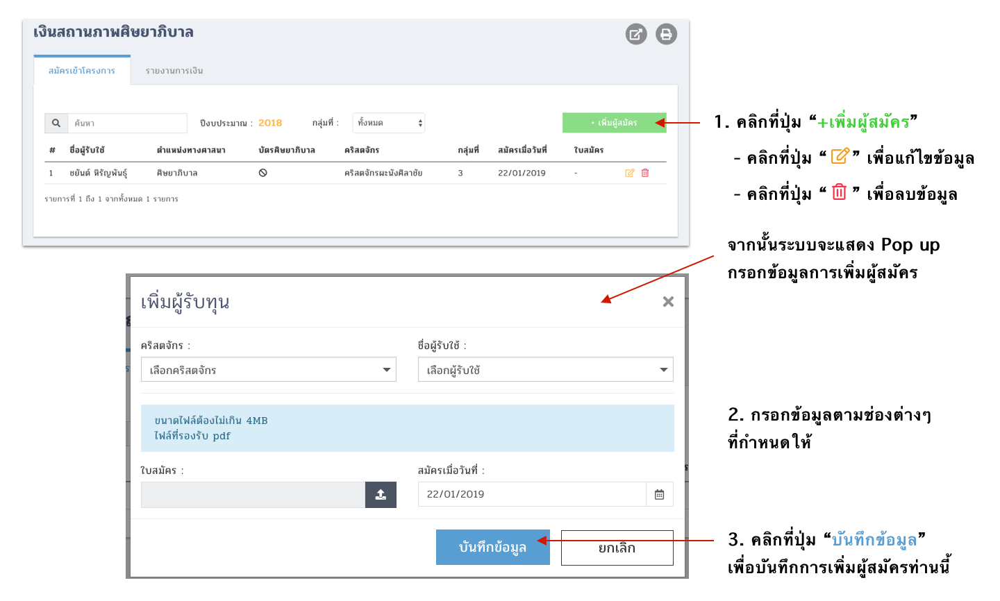 เงินสถานภาพศิษยาภิบาล
สมัครเข้าโครงการ รายงานการเงิน
ค้นหา ปีงบประมาณ : 2018 กลุ่มที่ : ทั้งหมด + เพิ่มผู้สมัคร
# ชื่อผู้รับใช้ ตำแหน่งทางศาสนา บัตรศิษยาภิบาล คริสตจักร กลุ่มที่ สมัครเมื่อวันที่ ใบสมัคร
1 ชยันต์ หิรัญพันธุ์ ศิษยาภิบาล คริสตจักรผะนังศิลาชัย 3 22/01/2019 -
รายการที่ 1 ถึง 1 จากทั้งหมด 1 รายการ
1. คลิกที่ปุ่ม “+เพิ่มผู้สมัคร”
- คลิกที่ปุ่ม “ ” เพื่อแก้ไขข้อมูล
- คลิกที่ปุ่ม “ ” เพื่อลบข้อมูล
จากนั้นระบบจะแสดง Pop up
กรอกข้อมูลการเพิ่มผู้สมัคร
เพิ่มผู้รับทุน
คริสตจักร : ชื่อผู้รับใช้ :
เลือกคริสตจักร เลือกผู้รับใช้
ขนาดไฟล์ต้องไม่เกิน 4MB
ไฟล์ที่รองรับ pdf
ใบสมัคร : สมัครเมื่อวันที่ :
22/01/2019
บันทึกข้อมูล ยกเลิก
2. กรอกข้อมูลตามช่องต่างๆ
ที่กำหนดให้
3. คลิกที่ปุ่ม “บันทึกข้อมูล”
เพื่อบันทึกการเพิ่มผู้สมัครท่านนี้